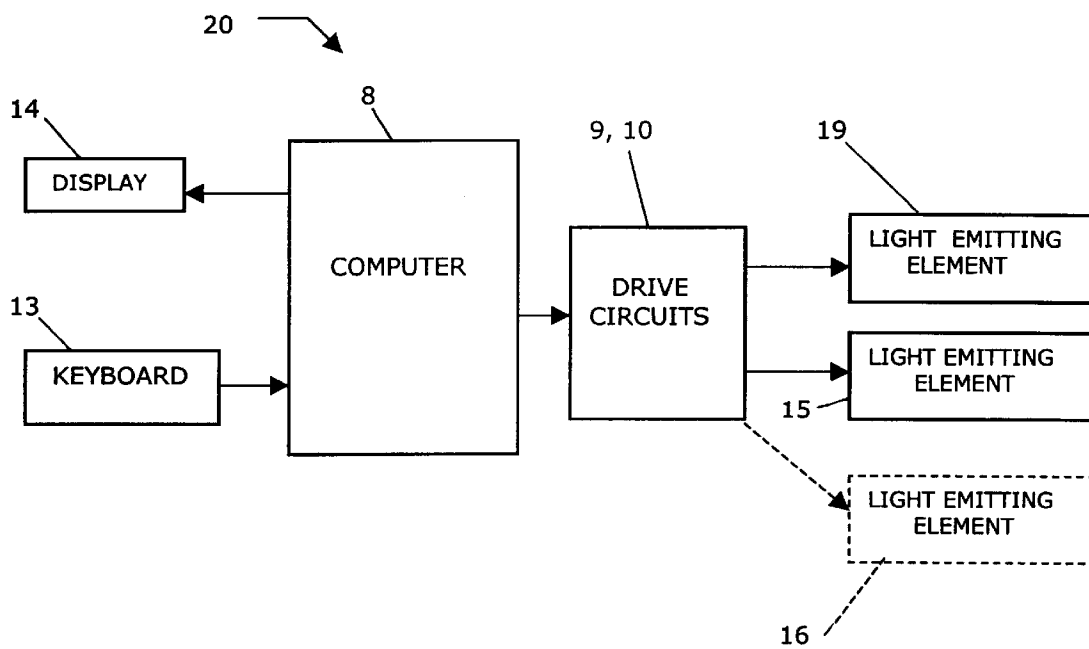 20
14
8
9, 10
19
DISPLAY
COMPUTER
DRIVE
CIRCUITS
LIGHT EMITTING
ELEMENT
13
KEYBOARD
LIGHT EMITTING
ELEMENT
15
LIGHT EMITTING
ELEMENT
16